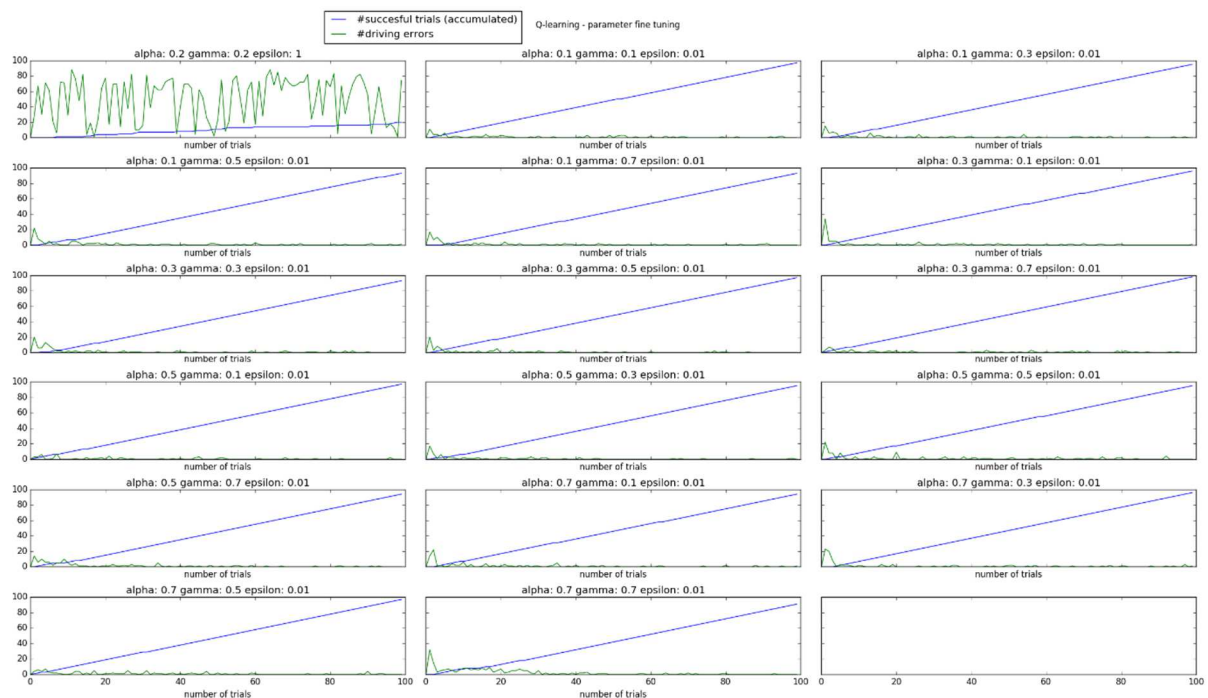 #succesful trials (accumulated)
#driving errors
Q-learning - parameter fine tuning
alpha: 0.2 gamma: 0.2 epsilon: 1
alpha: 0.1 gamma: 0.1 epsilon: 0.01
alpha: 0.1 gamma: 0.3 epsilon: 0.01
100
80
60
40
20
0
number of trials
number of trials
number of trials
alpha: 0.1 gamma: 0.5 epsilon: 0.01
alpha: 0.1 gamma: 0.7 epsilon: 0.01
alpha: 0.3 gamma: 0.1 epsilon: 0.01
100
80
60
40
20
0
number of trials
number of trials
number of trials
alpha: 0.3 gamma: 0.3 epsilon: 0.01
alpha: 0.3 gamma: 0.5 epsilon: 0.01
alpha: 0.3 gamma: 0.7 epsilon: 0.01
100
80
60
40
20
0
number of trials
number of trials
number of trials
alpha: 0.5 gamma: 0.1 epsilon: 0.01
alpha: 0.5 gamma: 0.3 epsilon: 0.01
alpha: 0.5 gamma: 0.5 epsilon: 0.01
100
80
60
40
20
0
number of trials
number of trials
number of trials
alpha: 0.5 gamma: 0.7 epsilon: 0.01
alpha: 0.7 gamma: 0.1 epsilon: 0.01
alpha: 0.7 gamma: 0.3 epsilon: 0.01
100
80
60
40
20
0
number of trials
number of trials
number of trials
alpha: 0.7 gamma: 0.5 epsilon: 0.01
alpha: 0.7 gamma: 0.7 epsilon: 0.01
100
80
60
40
20
0
0 20 40 60 80 100
0 20 40 60 80 100
0 20 40 60 80 100
number of trials
number of trials